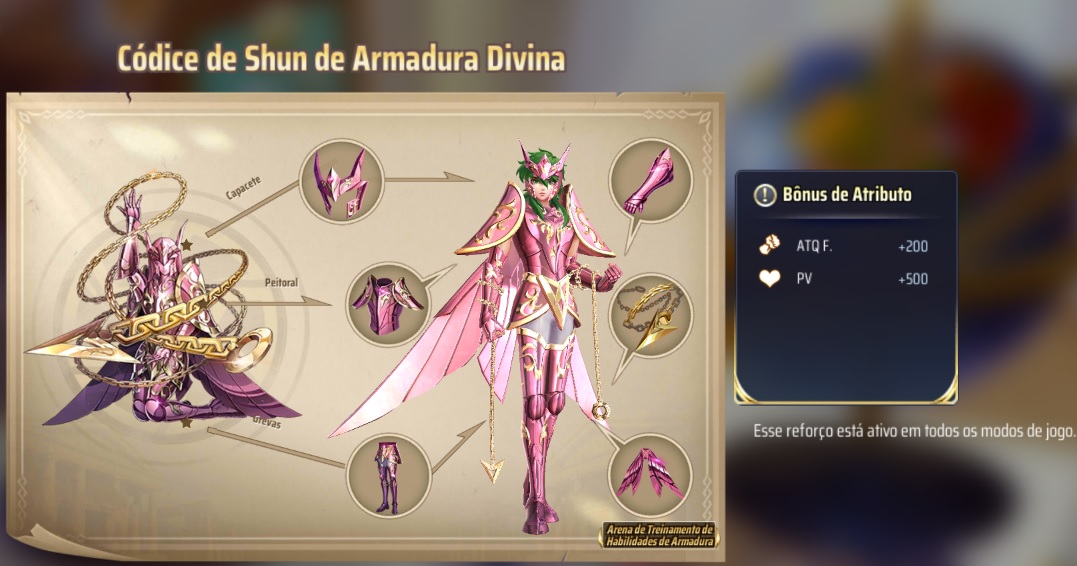 Códice de Shun de Armadura Divina
Capacete
Peitoral
Grevas
Arena de Treinamento de
Habilidades de Armadura
Bônus de Atributo
ATQ F. +200
PV +500
Esse reforço está ativo em todos os modos de jogo.